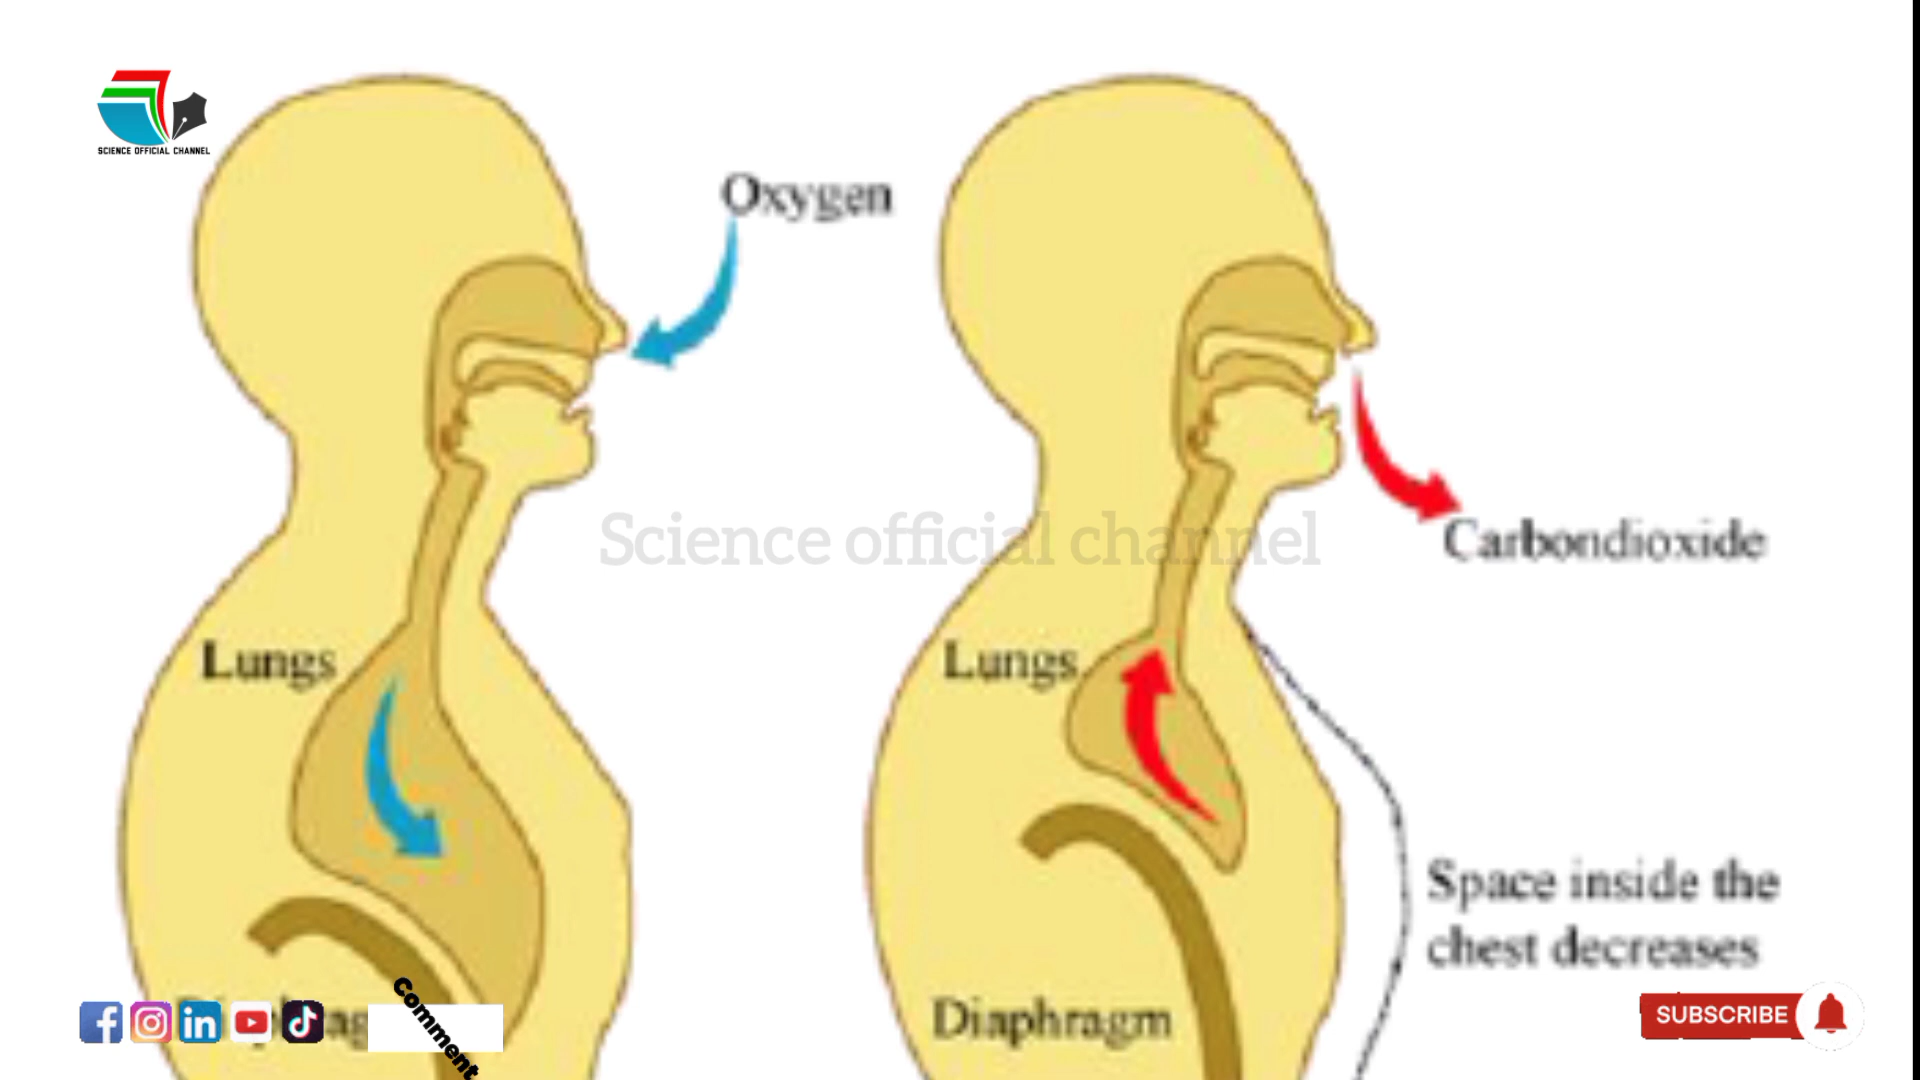 SCIENCE OFFICIAL CHANNEL
Oxygen
Science official channel
Carbondioxide
Lungs
Lungs
Space inside the
chest decreases
Diaphragm
Comment
SUBSCRIBE